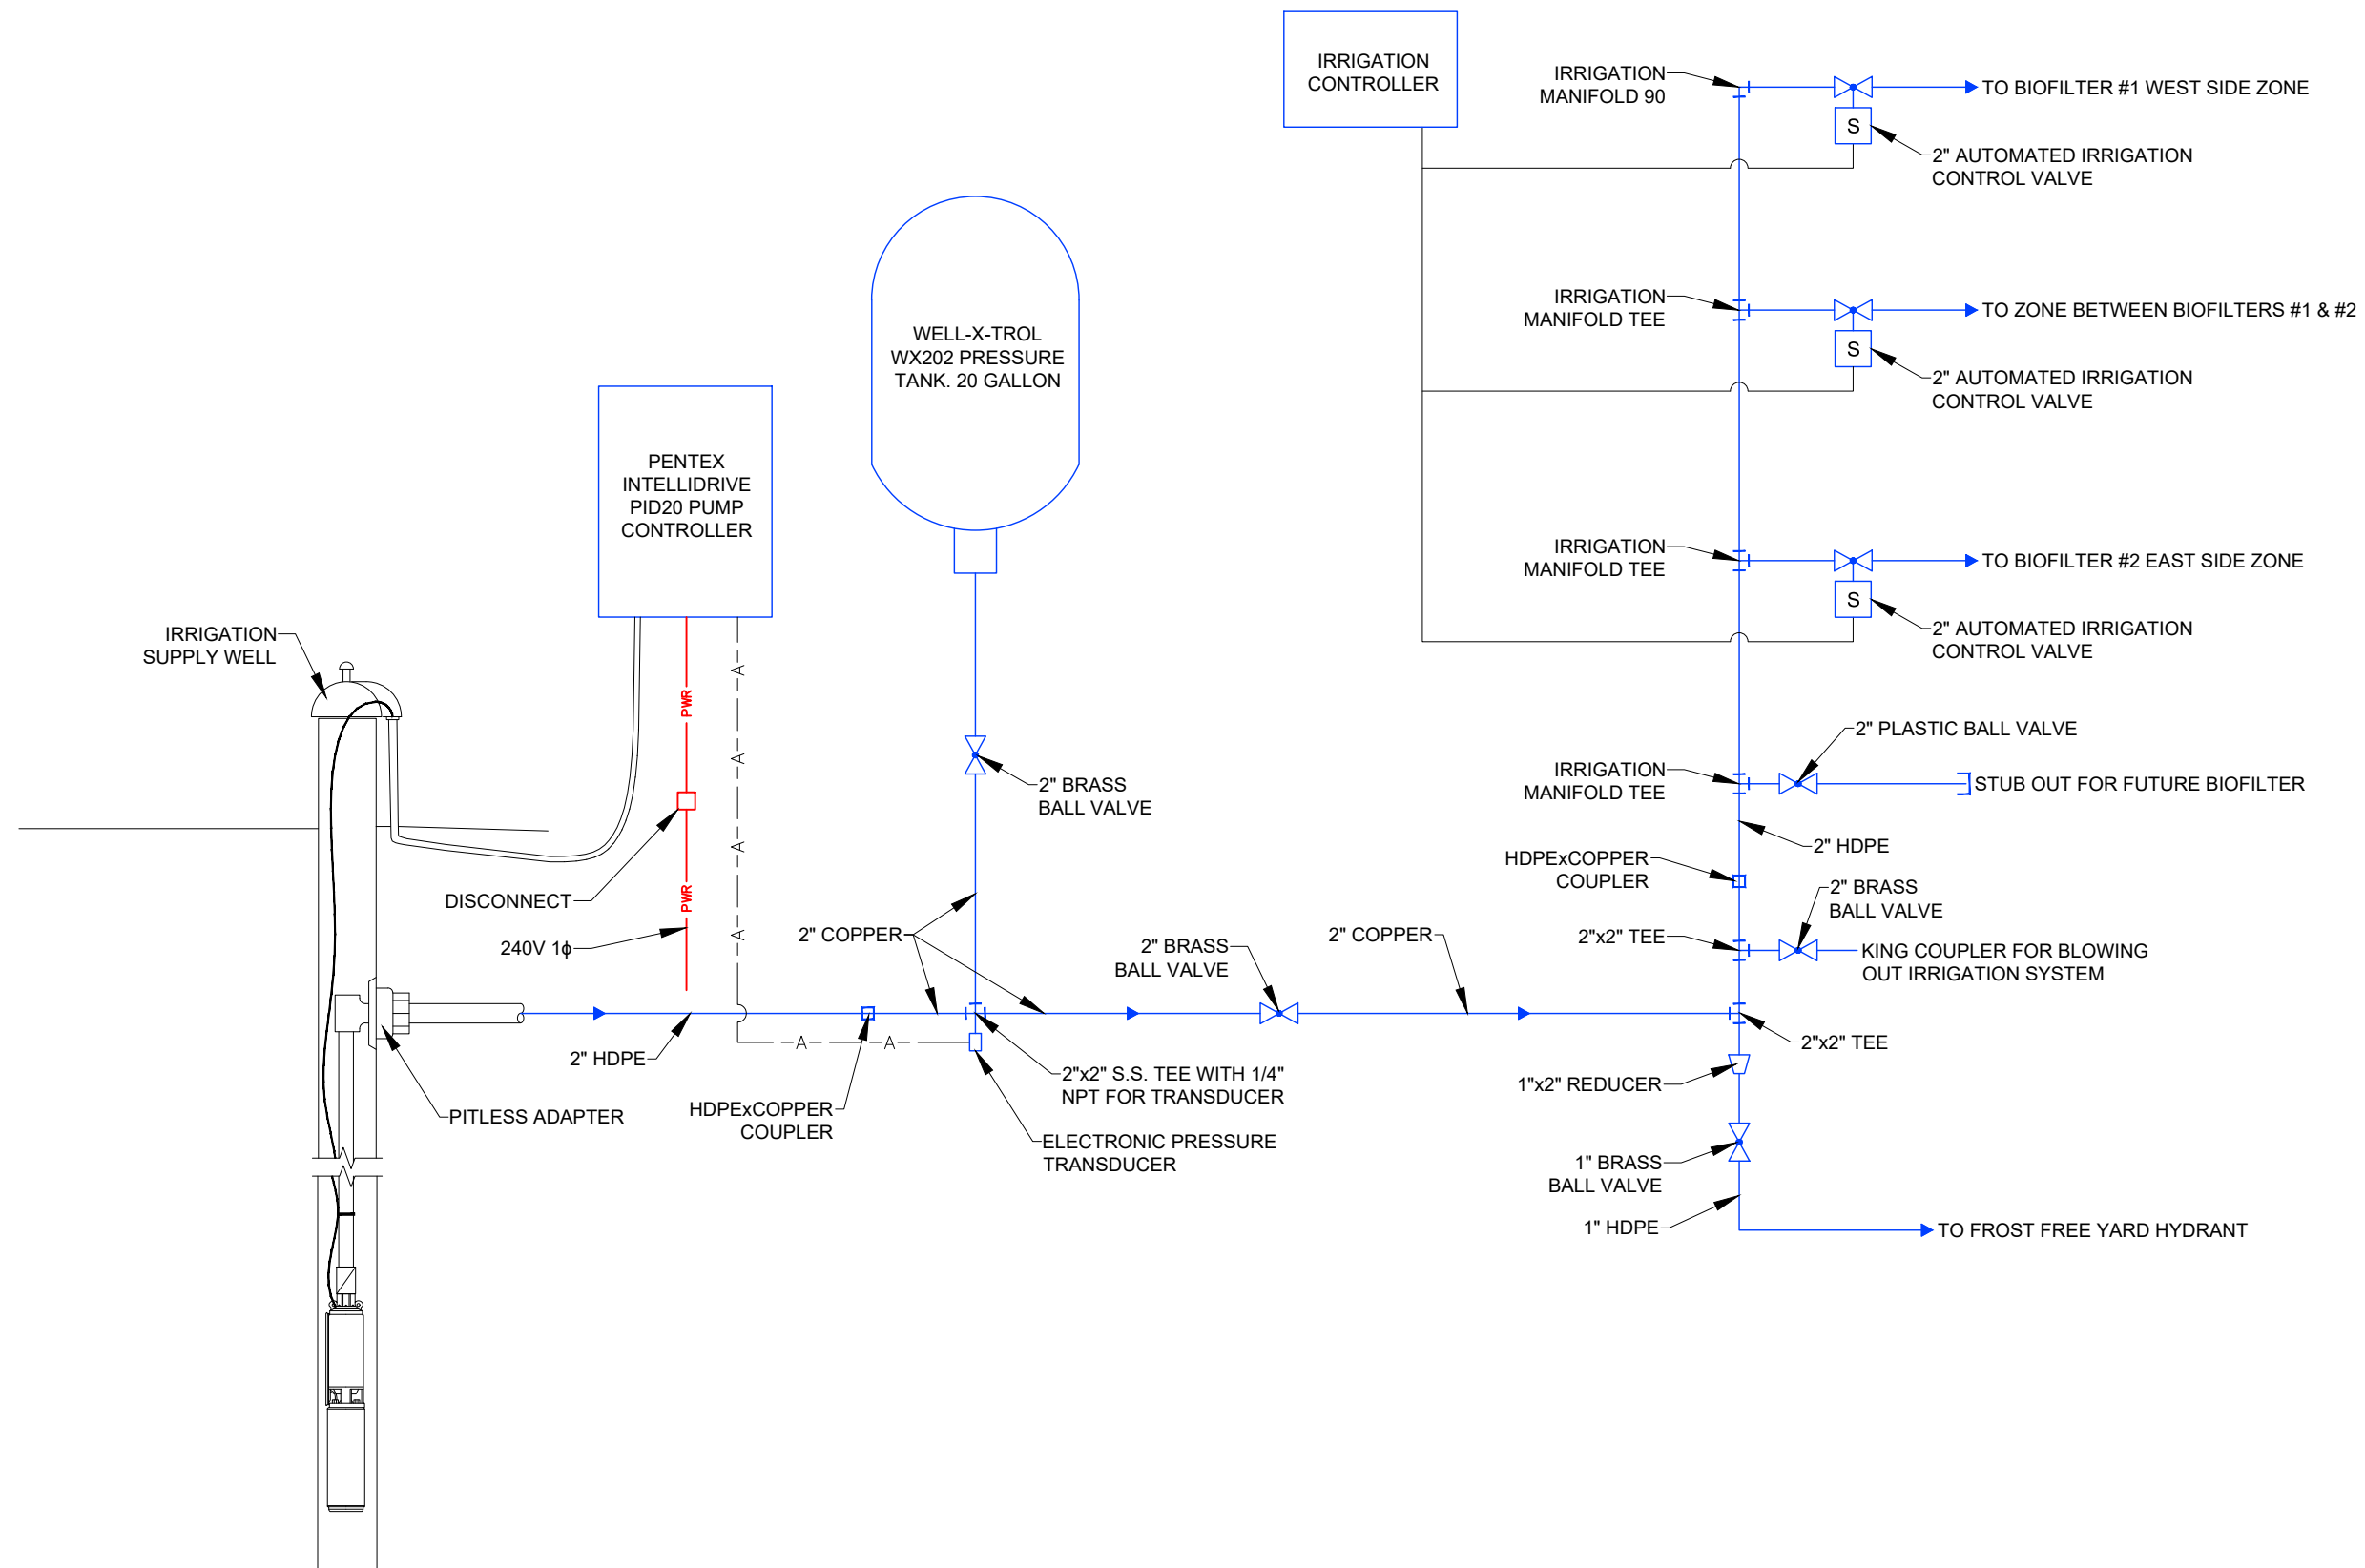 IRRIGATION
CONTROLLER
IRRIGATION
MANIFOLD 90
TO BIOFILTER #1 WEST SIDE ZONE
S
2" AUTOMATED IRRIGATION
CONTROL VALVE
IRRIGATION
MANIFOLD TEE
TO ZONE BETWEEN BIOFILTERS #1 & #2
S
2" AUTOMATED IRRIGATION
CONTROL VALVE
WELL-X-TROL
WX202 PRESSURE
TANK. 20 GALLON
PENTEX
INTELLIDRIVE
PID20 PUMP
CONTROLLER
IRRIGATION
MANIFOLD TEE
TO BIOFILTER #2 EAST SIDE ZONE
S
2" AUTOMATED IRRIGATION
CONTROL VALVE
IRRIGATION
SUPPLY WELL
PWR
A
A
A
A
2" BRASS
BALL VALVE
2" PLASTIC BALL VALVE
IRRIGATION
MANIFOLD TEE
STUB OUT FOR FUTURE BIOFILTER
2" HDPE
HDPExCOPPER
COUPLER
DISCONNECT
PWR
240V 1ϕ
2" COPPER
2" BRASS
BALL VALVE
2" COPPER
2"x2" TEE
2" BRASS
BALL VALVE
KING COUPLER FOR BLOWING
OUT IRRIGATION SYSTEM
2" HDPE
A
A
2"x2" TEE
PITLESS ADAPTER
HDPExCOPPER
COUPLER
2"x2" S.S. TEE WITH 1/4"
NPT FOR TRANSDUCER
ELECTRONIC PRESSURE
TRANSDUCER
1"x2" REDUCER
1" BRASS
BALL VALVE
1" HDPE
TO FROST FREE YARD HYDRANT